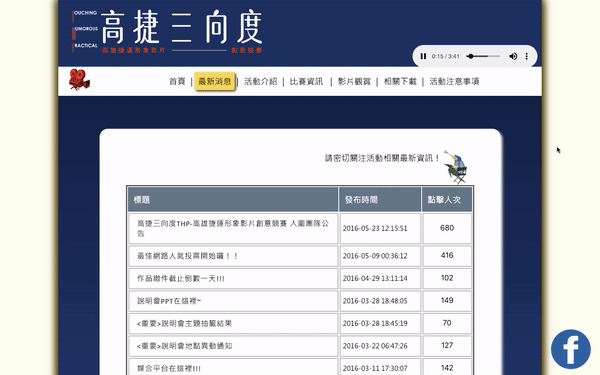 TOUCHING
HUMOROUS
PRACTICAL
高捷三向度
高雄捷運形象影片 創意競賽
0:15 / 3:41
首頁 | 最新消息 | 活動介紹 | 比賽資訊 | 影片觀賞 | 相關下載 | 活動注意事項
請密切關注活動相關最新資訊！
標題 發布時間 點擊人次
高捷三向度THP-高雄捷運形象影片創意競賽 入圍團隊公
告 2016-05-23 12:15:51 680
最佳網路人氣投票開始囉！！ 2016-05-09 00:36:12 416
作品繳件截止倒數一天!!! 2016-04-29 13:11:14 102
說明會PPT在這裡~ 2016-03-28 18:48:05 149
<重要>說明會主題抽籤結果 2016-03-28 18:45:19 70
<重要>說明會地點異動通知 2016-03-22 06:47:26 127
媒合平台在這裡!!! 2016-03-11 17:30:07 142